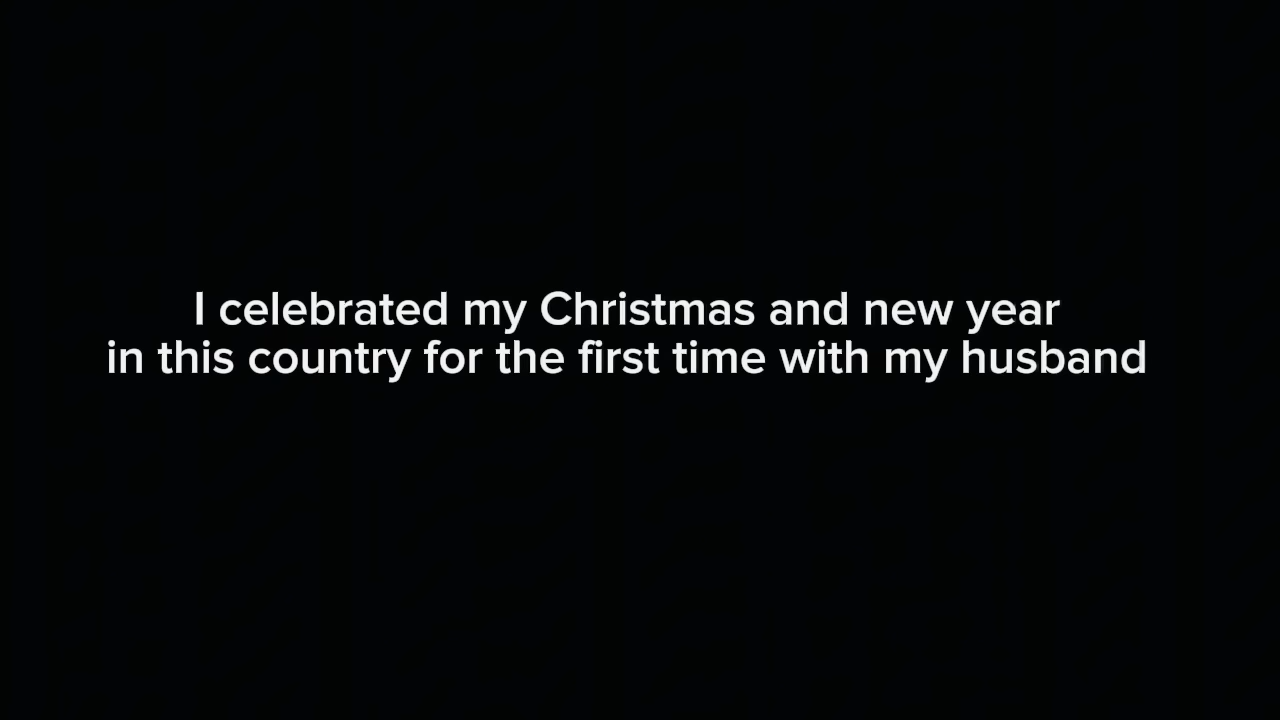 I celebrated my Christmas and new year
in this country for the first time with my husband